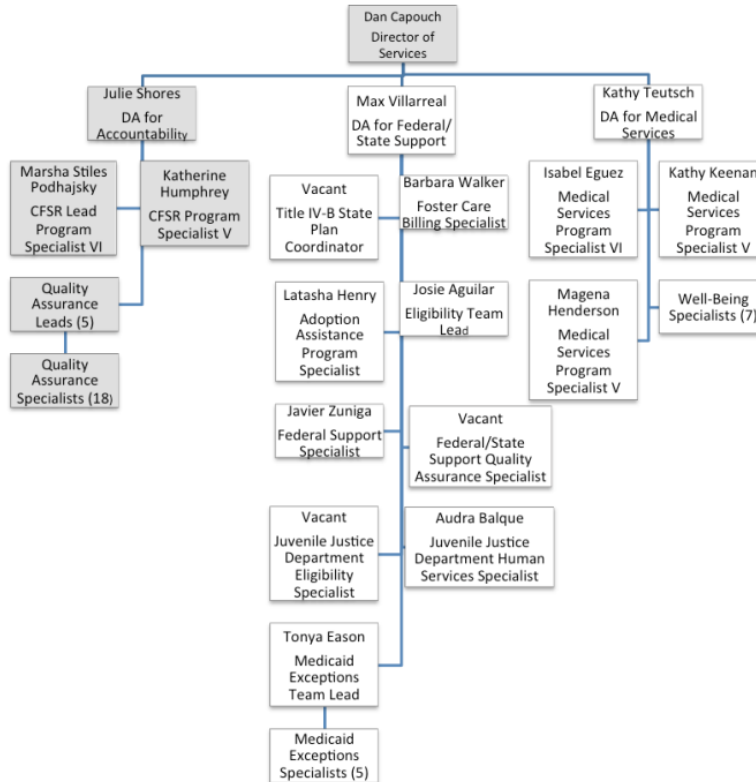 Dan Capouch
Director of
Services
Julie Shores
DA for
Accountability
Max Villarreal
DA for Federal/
State Support
Kathy Teutsch
DA for Medical
Services
Marsha Stiles
Podhajsky
CFSR Lead
Program
Specialist VI
Katherine
Humphrey
CFSR Program
Specialist V
Quality
Assurance
Leads (5)
Quality
Assurance
Specialists (18)
Vacant
Title IV-B State
Plan
Coordinator
Barbara Walker
Foster Care
Billing Specialist
Latasha Henry
Adoption
Assistance
Program
Specialist
Josie Aguilar
Eligibility Team
Lead
Javier Zuniga
Federal Support
Specialist
Vacant
Federal/State
Support Quality
Assurance Specialist
Vacant
Juvenile Justice
Department
Eligibility
Specialist
Audra Balque
Juvenile Justice
Department Human
Services Specialist
Tonya Eason
Medicaid
Exceptions
Team Lead
Medicaid
Exceptions
Specialists (5)
Isabel Eguez
Medical
Services
Program
Specialist VI
Kathy Keenan
Medical
Services
Program
Specialist V
Magena
Henderson
Medical
Services
Program
Specialist V
Well-Being
Specialists (7)